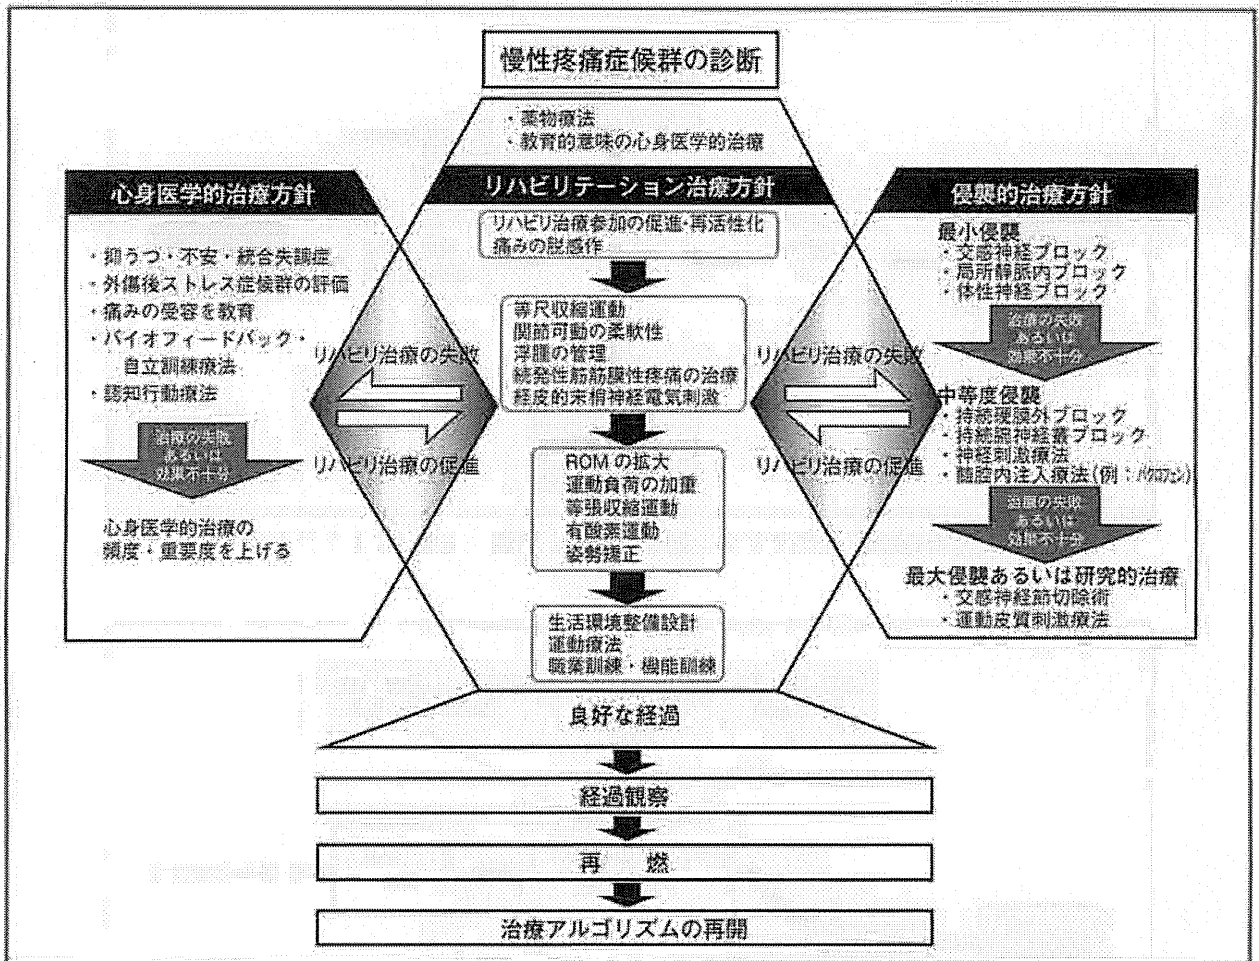 慢性疼痛症候群の診断
・薬物療法
・教育的意味の心身医学的治療
心身医学的治療方針
・抑うつ・不安・統合失調症
・外傷後ストレス症候群の評価
・痛みの受容を教育
・バイオフィードバック・
自立訓練療法
・認知行動療法
治療の失敗
あるいは
効果不十分
心身医学的治療の
頻度・重要度を上げる
リハビリ治療の失敗
リハビリ治療の促進
リハビリテーション治療方針
リハビリ治療参加の促進・再活性化
痛みの脱感作
等尺収縮運動
関節可動の柔軟性
浮腫の管理
続発性筋筋膜性疼痛の治療
経皮的末梢神経電気刺激
ROMの拡大
運動負荷の加重
等張収縮運動
有酸素運動
姿勢矯正
生活環境整備設計
運動療法
職業訓練・機能訓練
リハビリ治療の失敗
リハビリ治療の促進
侵襲的治療方針
最小侵襲
・交感神経ブロック
・局所静脈内ブロック
・体性神経ブロック
治療の失敗
あるいは
効果不十分
中等度侵襲
・持続硬膜外ブロック
・持続腕神経叢ブロック
・神経刺激療法
・髄腔内注入療法(例:バクロフェン)
治療の失敗
あるいは
効果不十分
最大侵襲あるいは研究的治療
・交感神経節切除術
・運動皮質刺激療法
良好な経過
経過観察
再 燃
治療アルゴリズムの再開